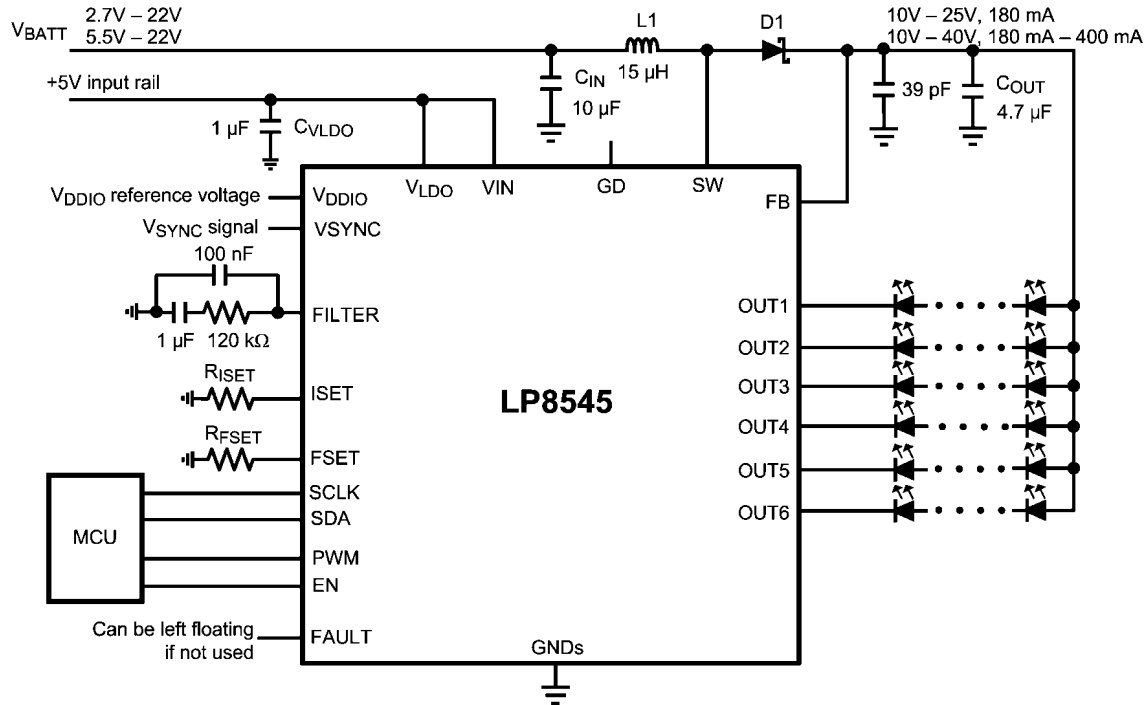 VBATT
2.7V – 22V
5.5V – 22V
L1
15 µH
D1
10V – 25V, 180 mA
10V – 40V, 180 mA – 400 mA
+5V input rail
CIN
10 µF
39 pF
COUT
4.7 µF
1 µF
CVLDO
VLDO
VIN
GD
SW
FB
VDDIO reference voltage
VDDIO
VSYNC signal
VSYNC
100 nF
1 µF
120 kΩ
FILTER
RISET
ISET
RFSET
FSET
MCU
SCLK
SDA
PWM
EN
Can be left floating
if not used
FAULT
LP8545
GNDs
OUT1
OUT2
OUT3
OUT4
OUT5
OUT6